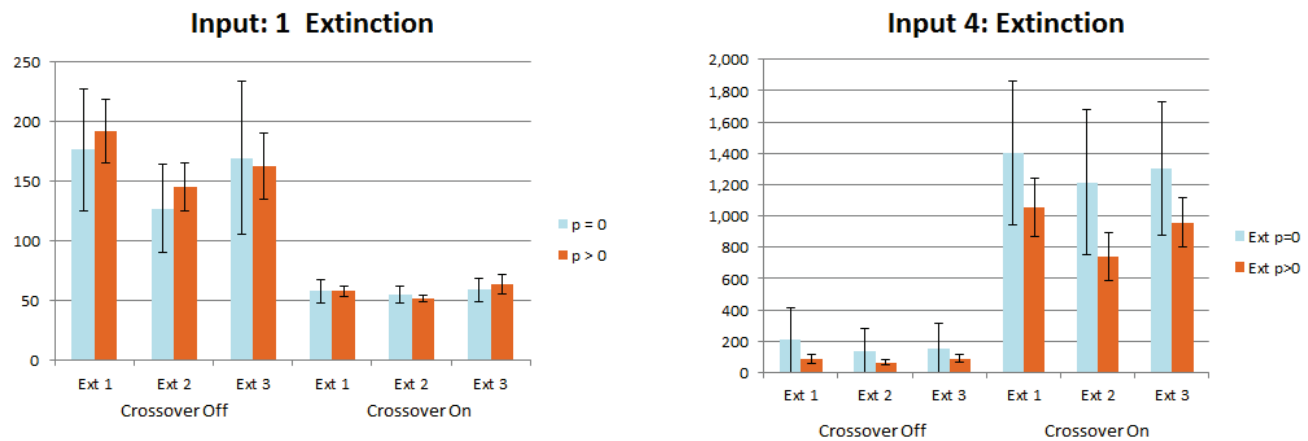 Input: 1 Extinction
250
200
150
100
50
0
Ext 1 Ext 2 Ext 3 Ext 1 Ext 2 Ext 3
Crossover Off Crossover On
p = 0
p > 0
Input 4: Extinction
2,000
1,800
1,600
1,400
1,200
1,000
800
600
400
200
0
Ext 1 Ext 2 Ext 3 Ext 1 Ext 2 Ext 3
Crossover Off Crossover On
Ext p=0
Ext p>0